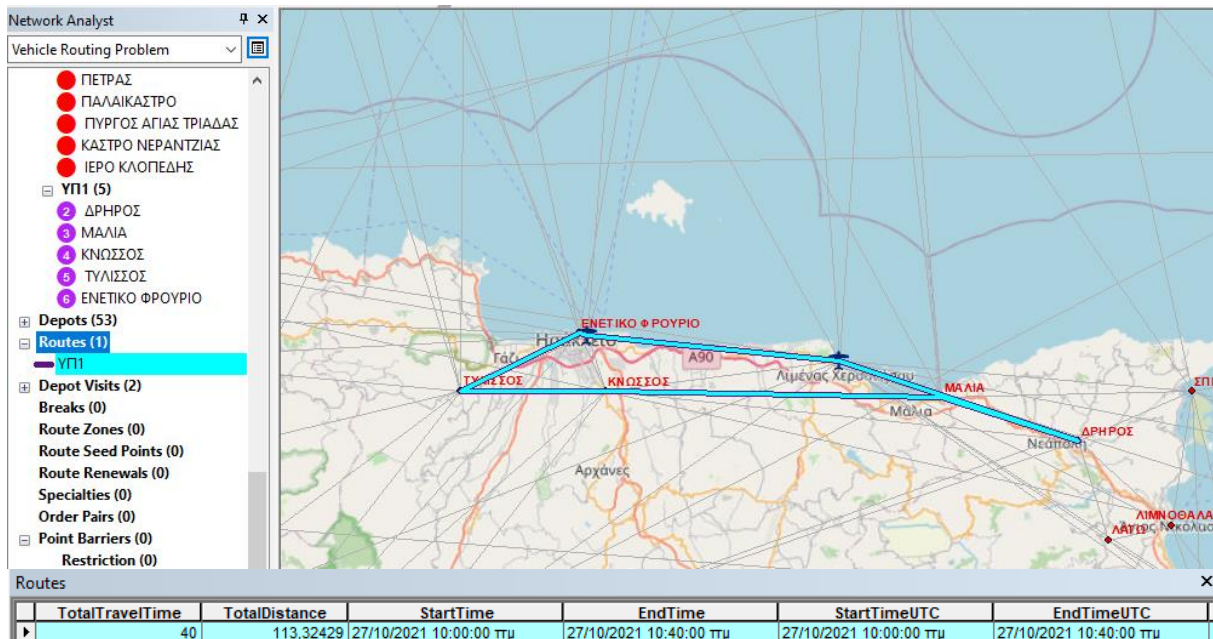 Network Analyst
Vehicle Routing Problem
ΠΕΤΡΑΣ
ΠΑΛΑΙΚΑΣΤΡΟ
ΠΥΡΓΟΣ ΑΓΙΑΣ ΤΡΙΑΔΑΣ
ΚΑΣΤΡΟ ΝΕΡΑΝΤΖΙΑΣ
ΙΕΡΟ ΚΛΟΠΕΔΗΣ
ΥΠ1 (5)
2 ΔΡΗΡΟΣ
3 ΜΑΛΙΑ
4 ΚΝΩΣΣΟΣ
5 ΤΥΛΙΣΣΟΣ
6 ΕΝΕΤΙΚΟ ΦΡΟΥΡΙΟ
Depots (53)
Routes (1)
ΥΠ1
Depot Visits (2)
Breaks (0)
Route Zones (0)
Route Seed Points (0)
Route Renewals (0)
Specialties (0)
Order Pairs (0)
Point Barriers (0)
Restriction (0)
ΕΝΕΤΙΚΟ ΦΡΟΥΡΙΟ
Γάζι
A90
ΤΥΛΙΣΣΟΣ
ΚΝΩΣΣΟΣ
Λιμένας Χερσονήσου
ΜΑΛΙΑ
Μάλια
ΔΡΗΡΟΣ
Νεάπολη
Αρχάνες
ΛΑΤΩ
Routes
TotalTravelTime TotalDistance StartTime EndTime StartTimeUTC EndTimeUTC
40 113.32429 27/10/2021 10:00:00 πμ 27/10/2021 10:40:00 πμ 27/10/2021 10:00:00 πμ 27/10/2021 10:40:00 πμ